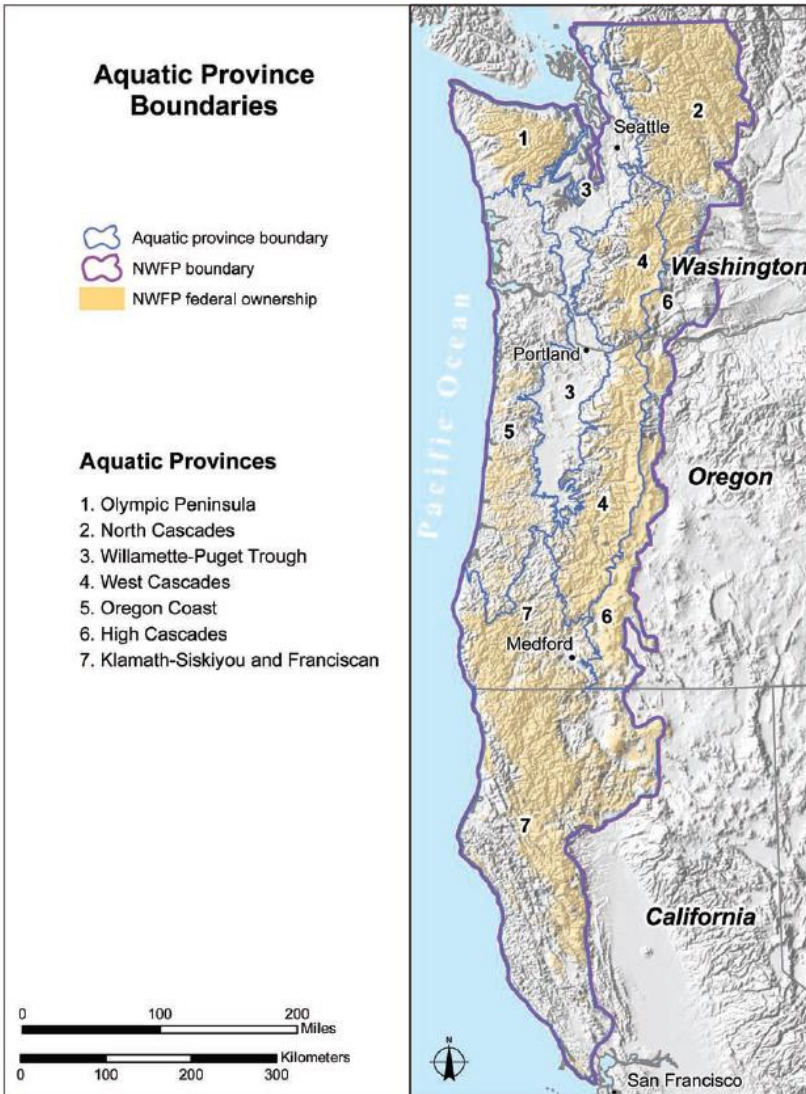 Aquatic Province
Boundaries
Aquatic province boundary
NWFP boundary
NWFP federal ownership
Aquatic Provinces
1. Olympic Peninsula
2. North Cascades
3. Willamette-Puget Trough
4. West Cascades
5. Oregon Coast
6. High Cascades
7. Klamath-Siskiyou and Franciscan
0 100 200
Miles
Kilometers
0 100 200 300
2
1
Seattle
3
4
Washington
6
Portland
3
5
Pacific Ocean
Oregon
4
7
6
Medford
7
California
N
San Francisco